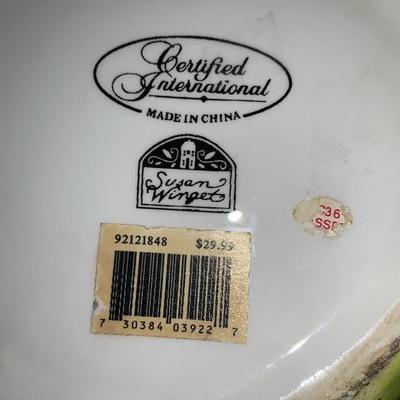 Certified
International
MADE IN CHINA
Susan
Winget
92121848 $29.99
7 30384 03922 7